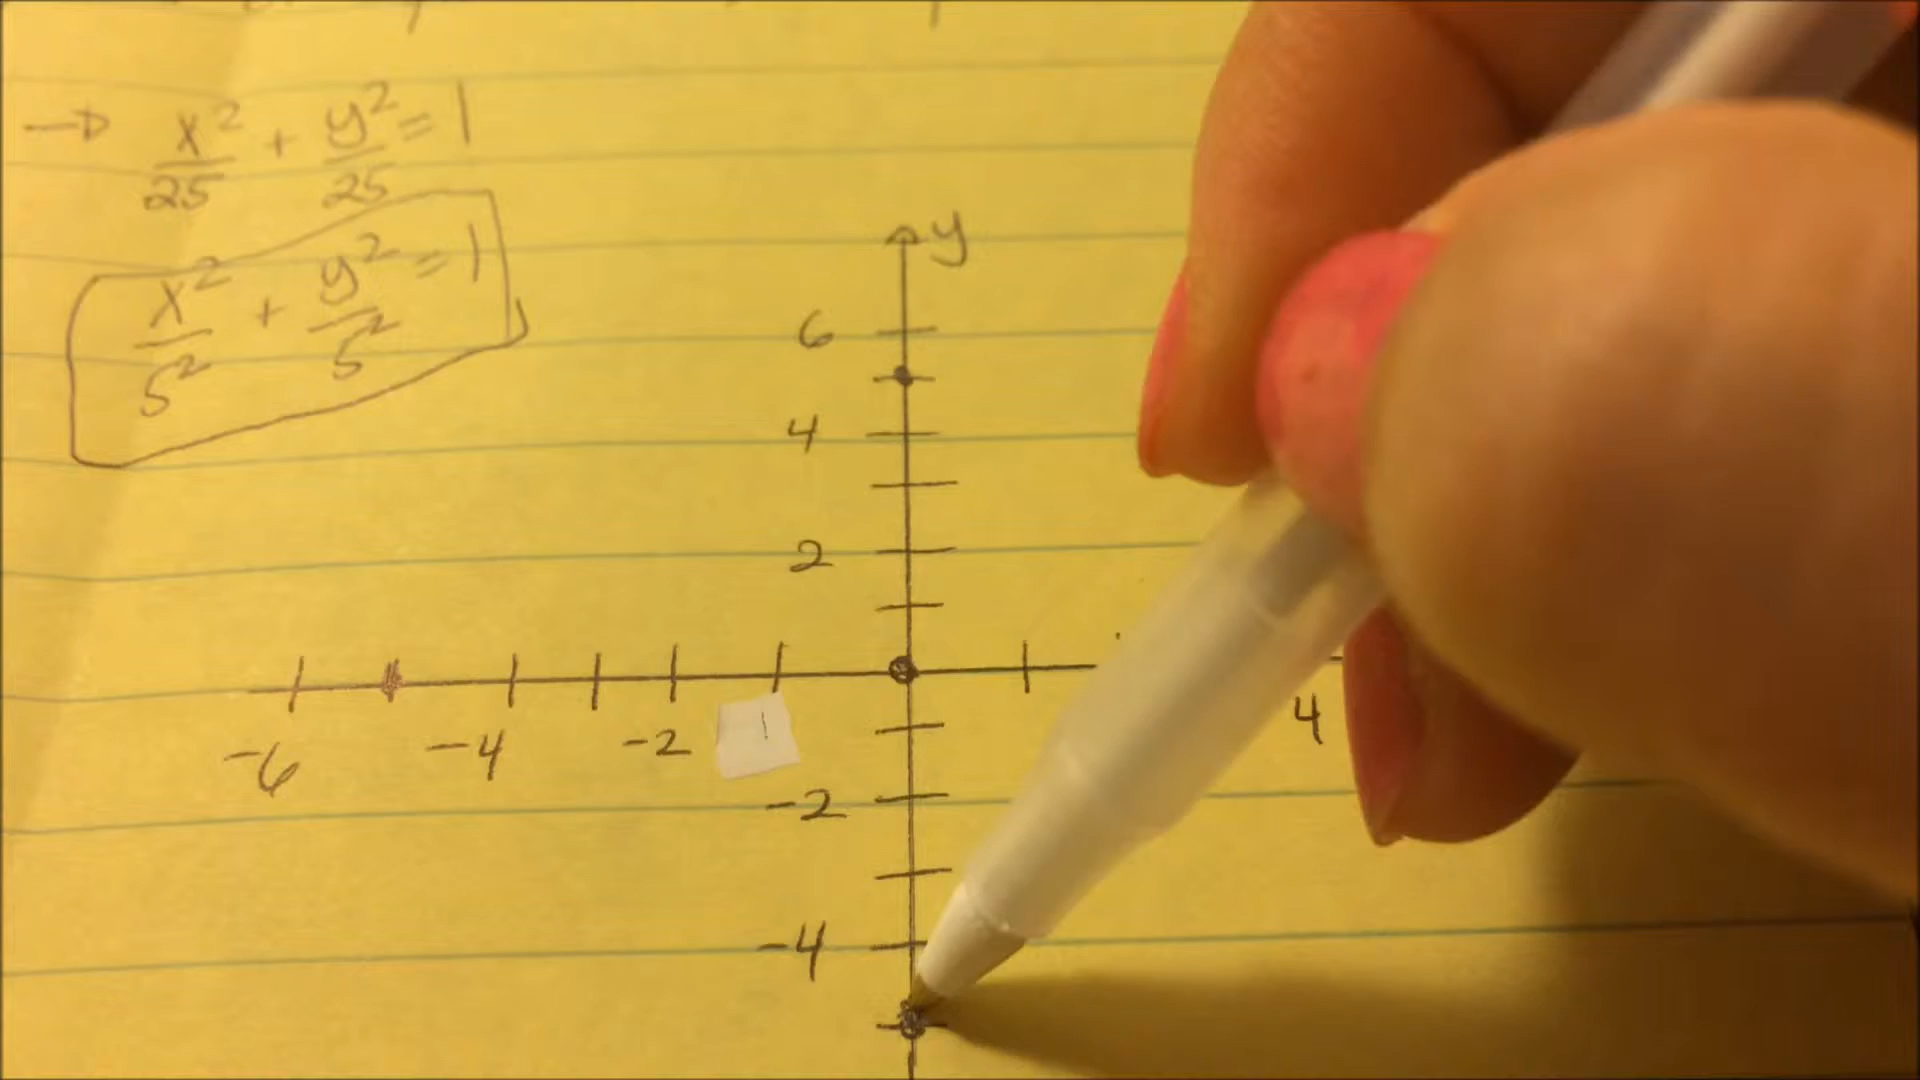 → x²/25 + y²/25 = 1
x²/5² + y²/5² = 1
y
6
4
2
-6 -4 -2 1 4
-2
-4